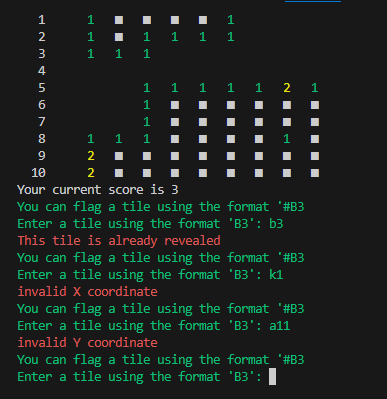 1 1 ■ ■ ■ ■ 1
2 1 ■ 1 1 1 1
3 1 1 1
4
5 1 1 1 1 1 2 1
6 1 ■ ■ ■ ■ ■ ■
7 1 ■ ■ ■ ■ ■ ■
8 1 1 1 ■ ■ ■ ■ 1 ■
9 2 ■ ■ ■ ■ ■ ■ ■ ■
10 2 ■ ■ ■ ■ ■ ■ ■ ■
Your current score is 3
You can flag a tile using the format '#B3
Enter a tile using the format 'B3': b3
This tile is already revealed
You can flag a tile using the format '#B3
Enter a tile using the format 'B3': k1
invalid X coordinate
You can flag a tile using the format '#B3
Enter a tile using the format 'B3': a11
invalid Y coordinate
You can flag a tile using the format '#B3
Enter a tile using the format 'B3':